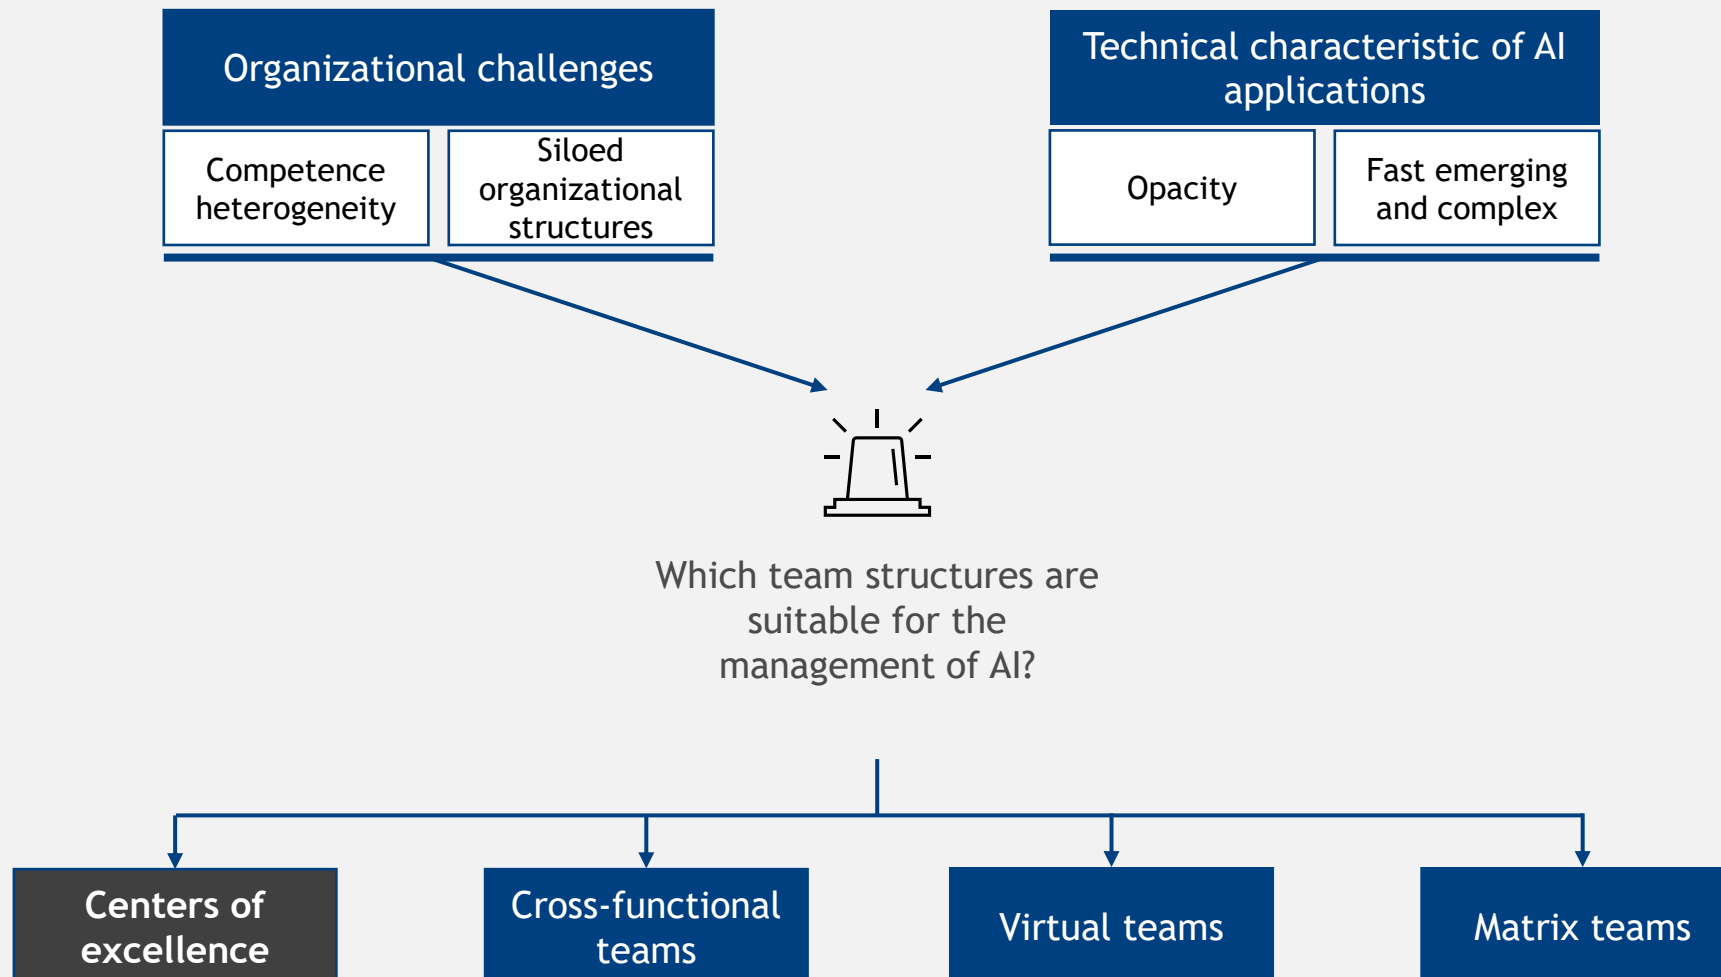 Organizational challenges
Technical characteristic of AI
applications
Competence
heterogeneity
Siloed
organizational
structures
Opacity
Fast emerging
and complex
Which team structures are
suitable for the
management of AI?
Centers of
excellence
Cross-functional
teams
Virtual teams
Matrix teams